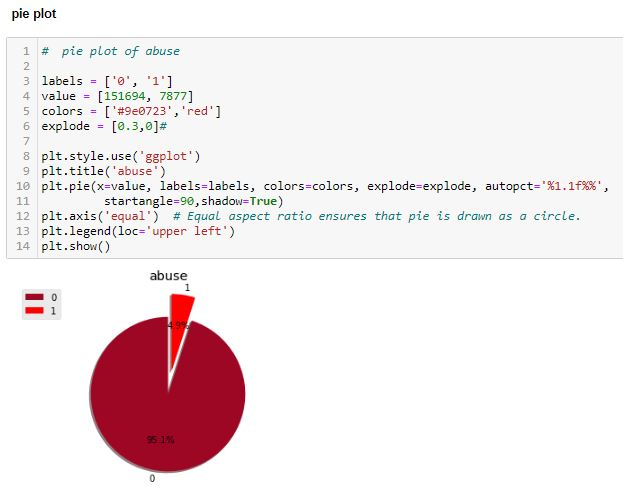 pie plot
1 # pie plot of abuse
2
3 labels = ['0', '1']
4 value = [151694, 7877]
5 colors = ['#9e0723','red']
6 explode = [0.3,0]#
7
8 plt.style.use('ggplot')
9 plt.title('abuse')
10 plt.pie(x=value, labels=labels, colors=colors, explode=explode, autopct='%1.1f%%',
11 startangle=90,shadow=True)
12 plt.axis('equal') # Equal aspect ratio ensures that pie is drawn as a circle.
13 plt.legend(loc='upper left')
14 plt.show()
abuse
1
0
1
4.9%
95.1%
0